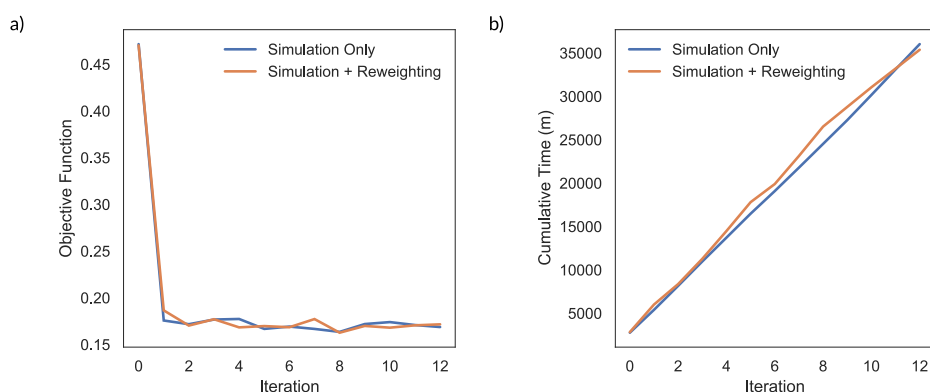 a)
Simulation Only
Simulation + Reweighting
0.45
0.40
0.35
0.30
0.25
0.20
0.15
Objective Function
0 2 4 6 8 10 12
Iteration
b)
Simulation Only
Simulation + Reweighting
35000
30000
25000
20000
15000
10000
5000
Cumulative Time (m)
0 2 4 6 8 10 12
Iteration